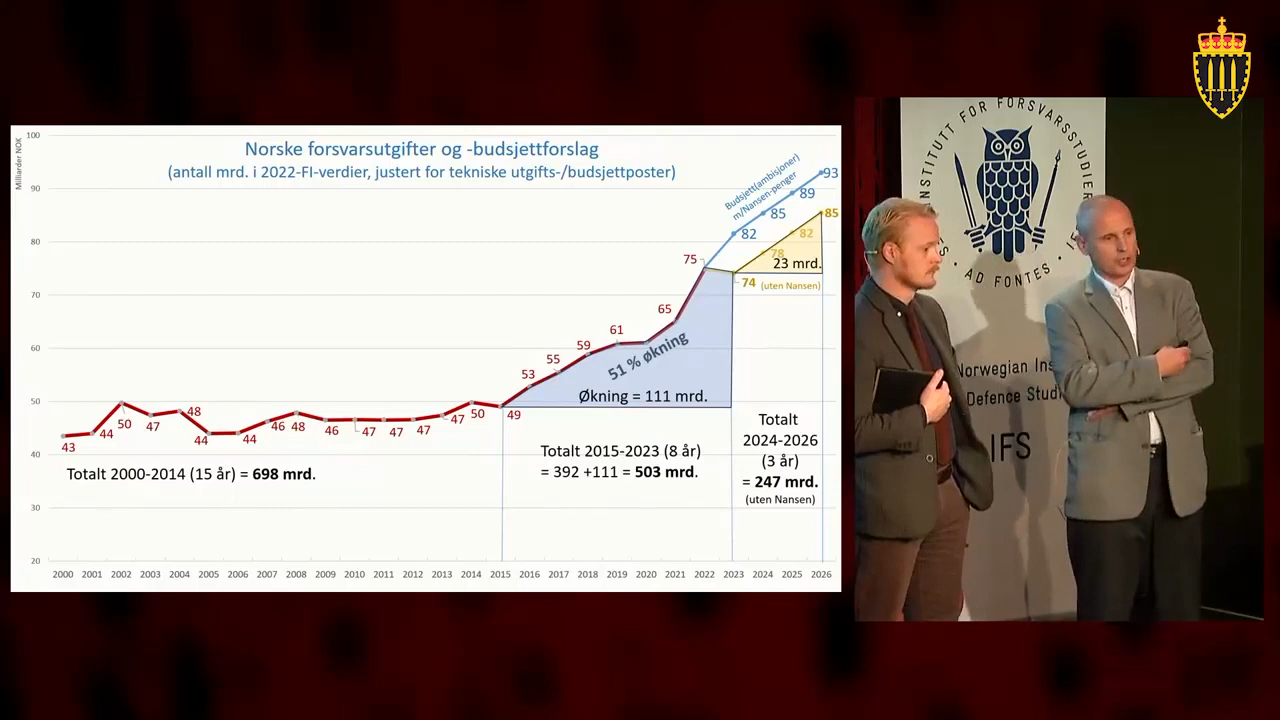 Norske forsvarsutgifter og -budsjettforslag
(antall mrd. i 2022-FI-verdier, justert for tekniske utgifts-/budsjettposter)
Milliarder NOK
100
90
80
70
60
50
40
30
20
43
44
50
47
48
44
44
46
48
46
47
47
47
47
50
49
53
55
59
61
65
75
74
(uten Nansen)
78
82
85
23 mrd.
Budsjett(ambisjoner)
m/Nansen-penger
82
85
89
93
51 % økning
Økning = 111 mrd.
Totalt 2000-2014 (15 år) = 698 mrd.
Totalt 2015-2023 (8 år)
= 392 +111 = 503 mrd.
Totalt
2024-2026
(3 år)
= 247 mrd.
(uten Nansen)
2000 2001 2002 2003 2004 2005 2006 2007 2008 2009 2010 2011 2012 2013 2014 2015 2016 2017 2018 2019 2020 2021 2022 2023 2024 2025 2026
INSTITUTT FOR FORSVARSSTUDIER
AD FONTES
Norwegian Ins
Defence Stud
IFS